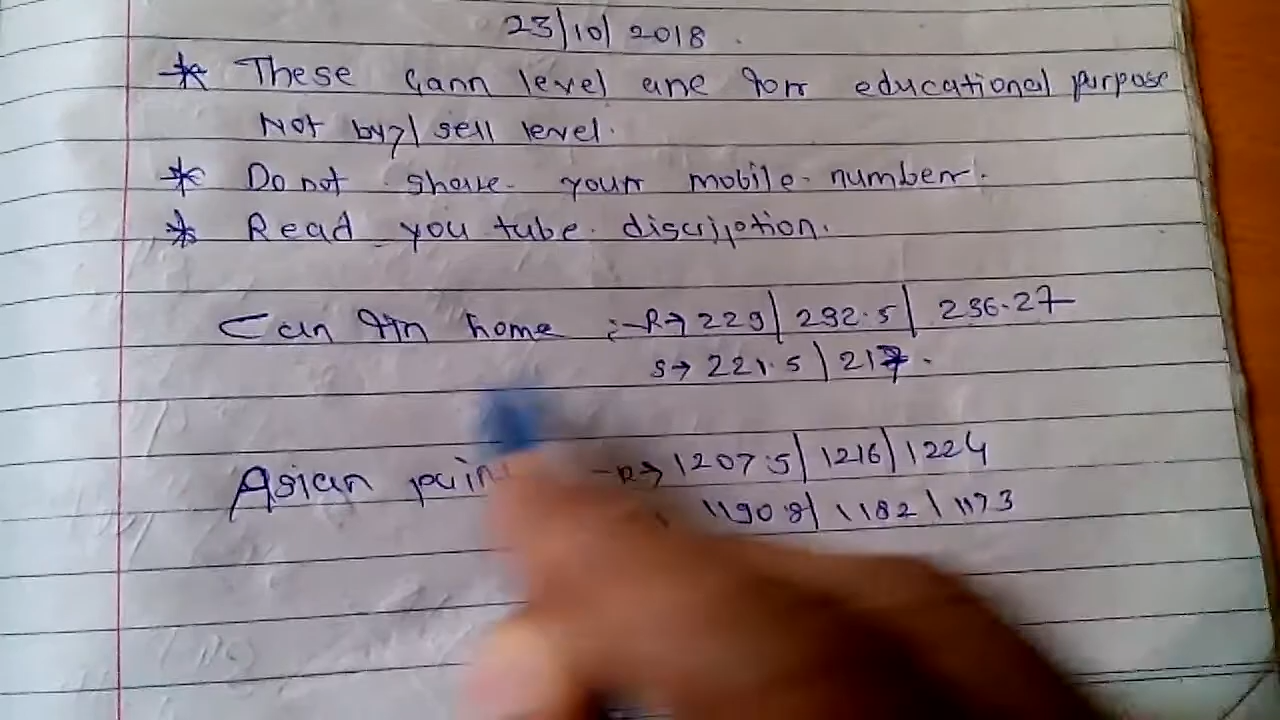 23/10/2018
* These Gann level are for educational purpose
Not by/sell level.
* Do not share your mobile number.
* Read you tube discription.
Can fin home :- R→ 229 | 232.5 | 236.27
S→ 221.5 | 217.
Asian pain - R→ 1207.5 | 1216 | 1224
1190.8 | 1182 | 1173